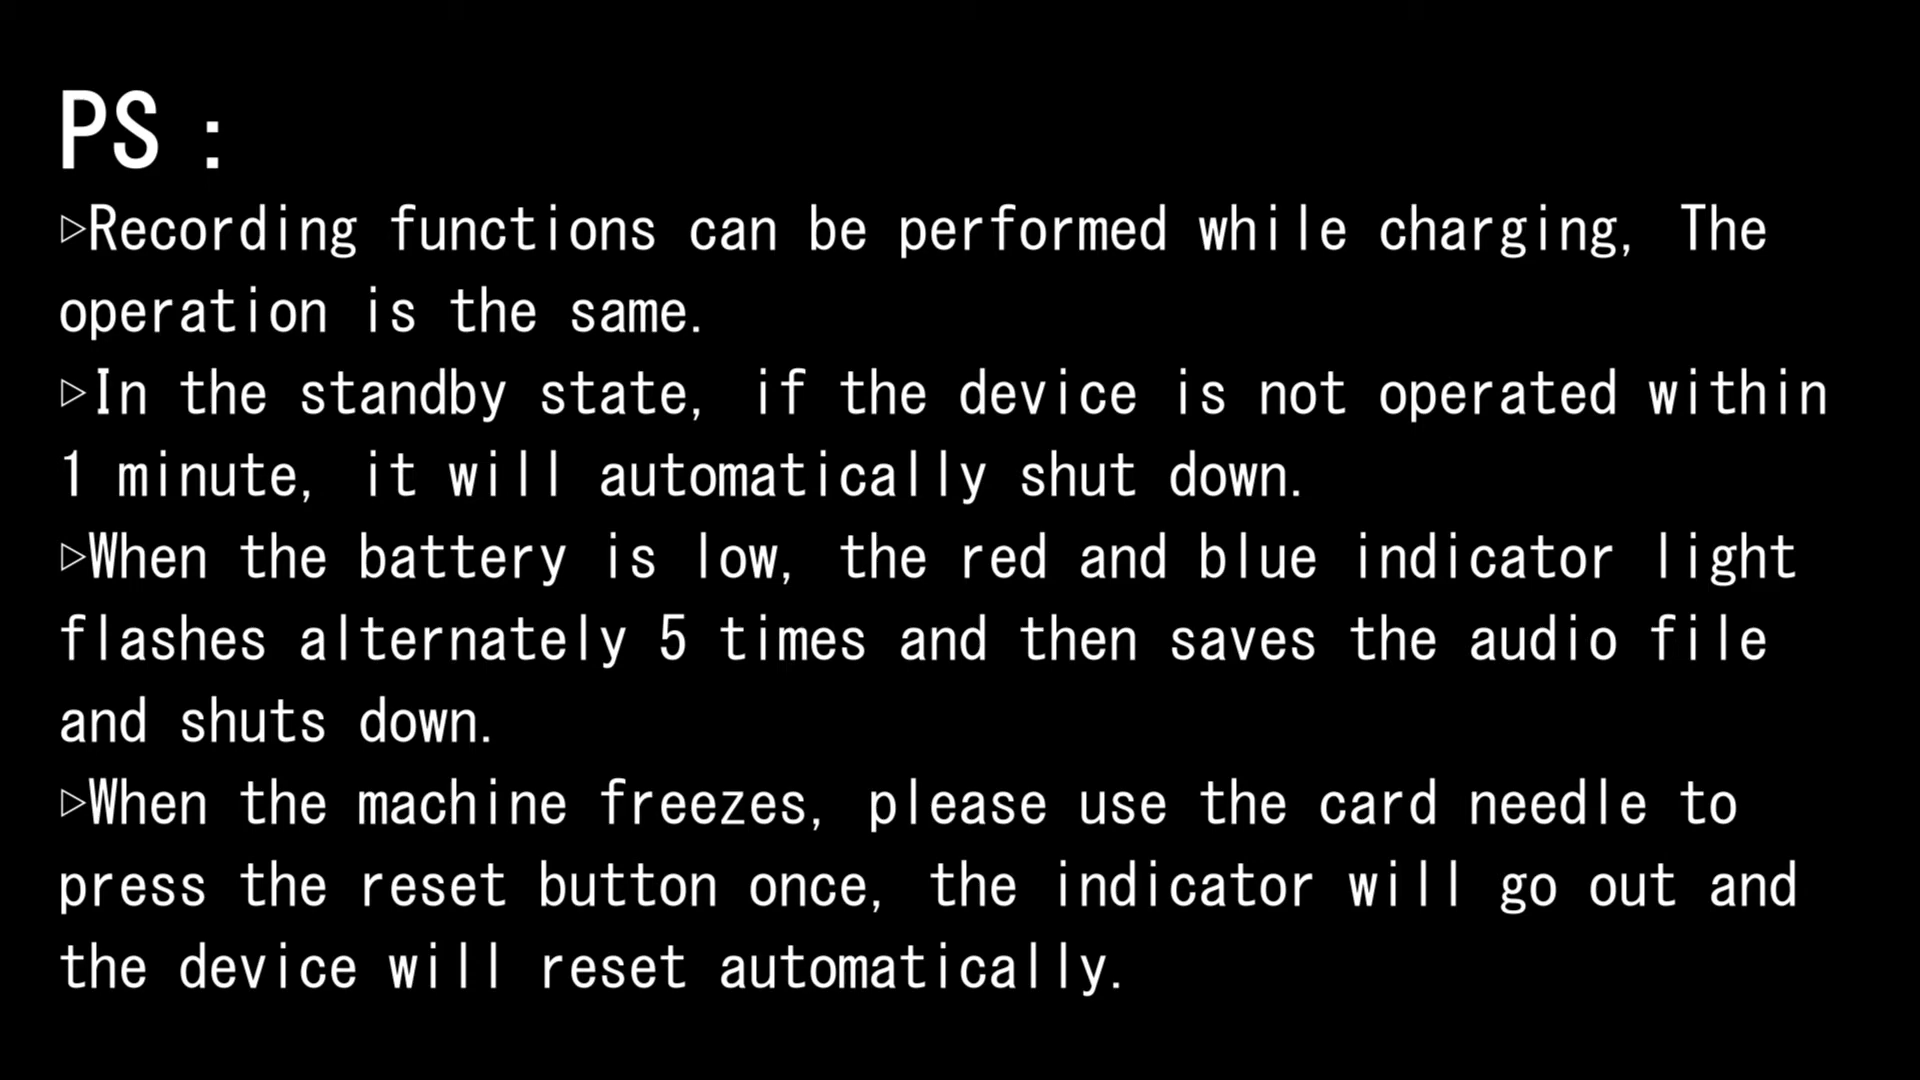 PS：
▷Recording functions can be performed while charging, The
operation is the same.
▷In the standby state, if the device is not operated within
1 minute, it will automatically shut down.
▷When the battery is low, the red and blue indicator light
flashes alternately 5 times and then saves the audio file
and shuts down.
▷When the machine freezes, please use the card needle to
press the reset button once, the indicator will go out and
the device will reset automatically.